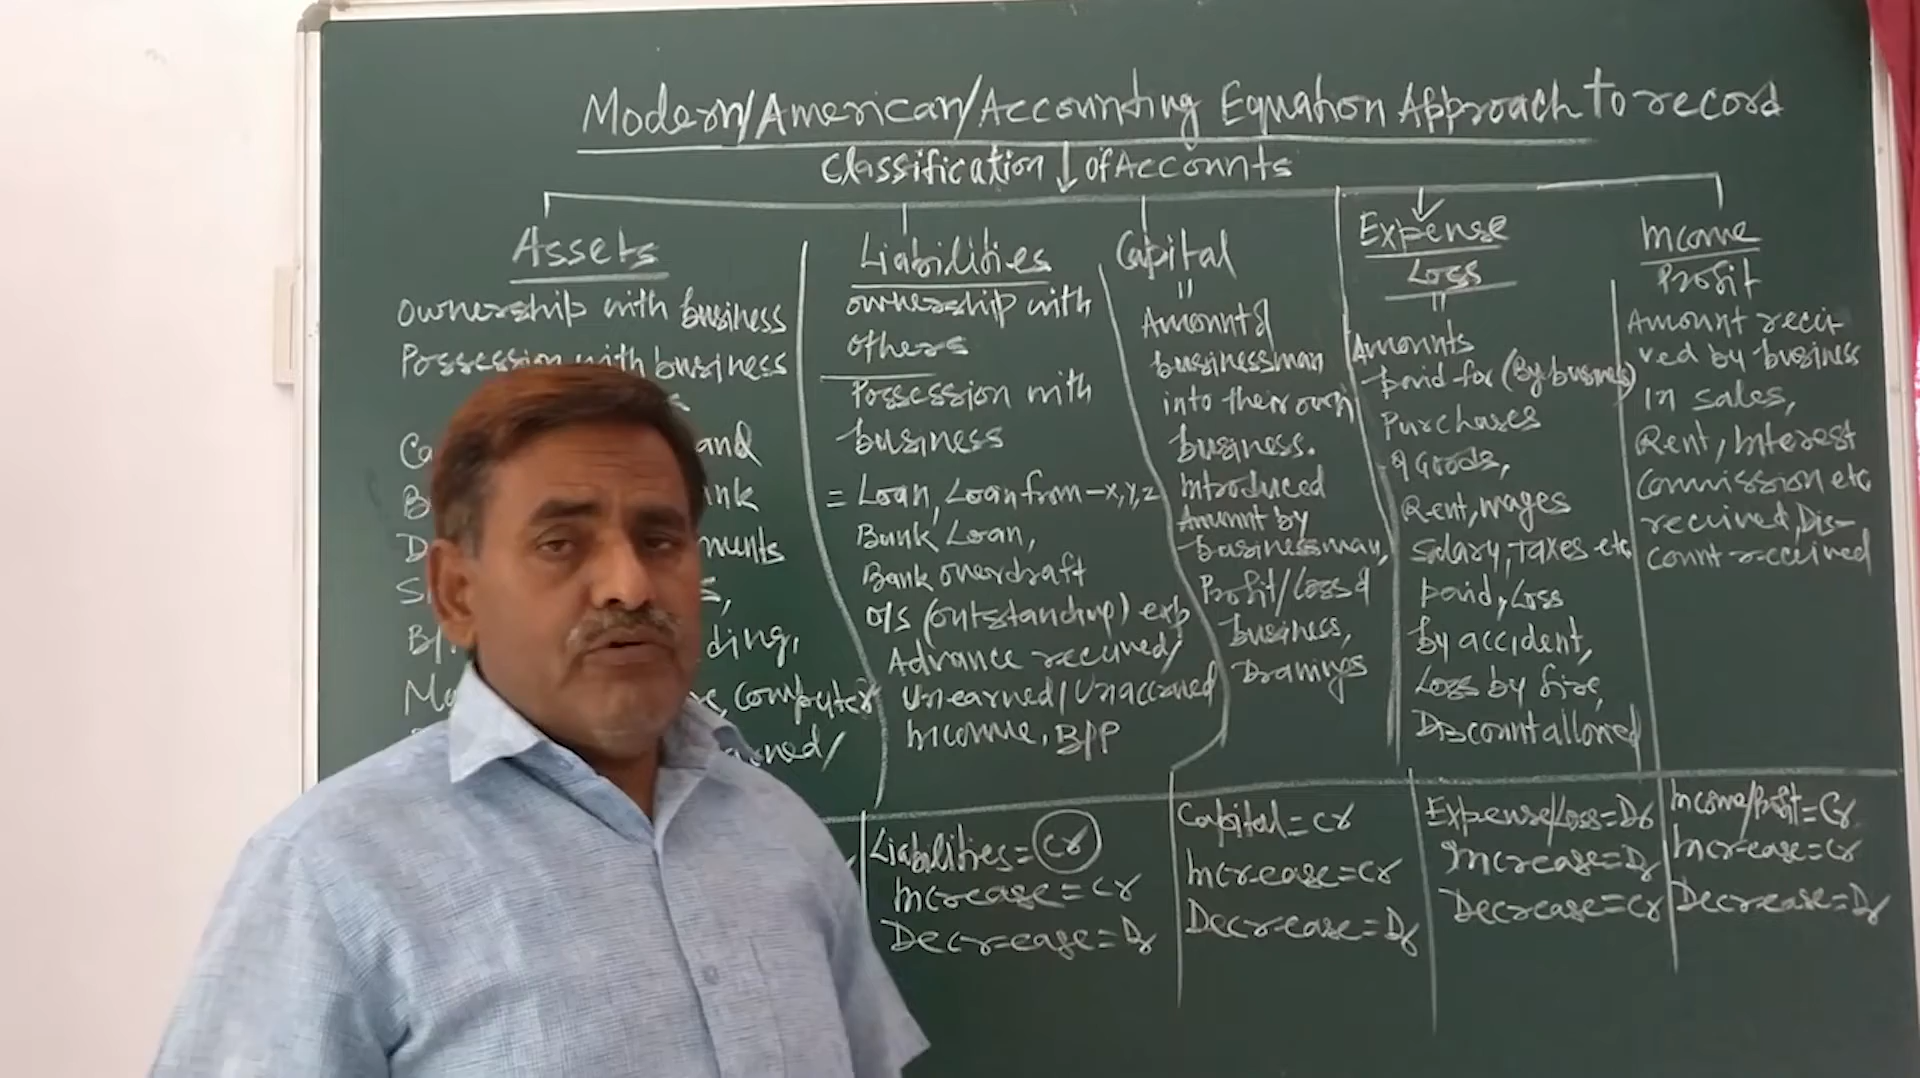 Modern/American/Accounting Equation Approach to record
Classification of Accounts
Assets
Ownership with business
Possession with business
and
nk
ments
ding,
computer
rned/
Liabilities
ownership with
others
Possession with
business
= Loan, Loan from - X, Y, Z
Bank Loan,
Bank overdraft
O/S (outstanding) exp
Advance received/
Unearned/Unaccrued
Income, B/P
Liabilities = Cr
Increase = Cr
Decrease = Dr
Capital
Amount of
businessman
into their own
business.
Introduced
Amount by
businessman,
Profit/Loss of
business,
Drawings
Capital = Cr
Increase = Cr
Decrease = Dr
Expense
Loss
Amounts
paid for (By business)
Purchases
of Goods,
Rent, wages
Salary, Taxes etc
paid, Loss
by accident,
Loss by fire,
Discount allowed
Expense/Loss = Dr
Increase = Dr
Decrease = Cr
Income
Profit
Amount recei-
ved by business
in sales,
Rent, Interest
Commission etc
received, Dis-
count received
Income/Profit = Cr
Increase = Cr
Decrease = Dr